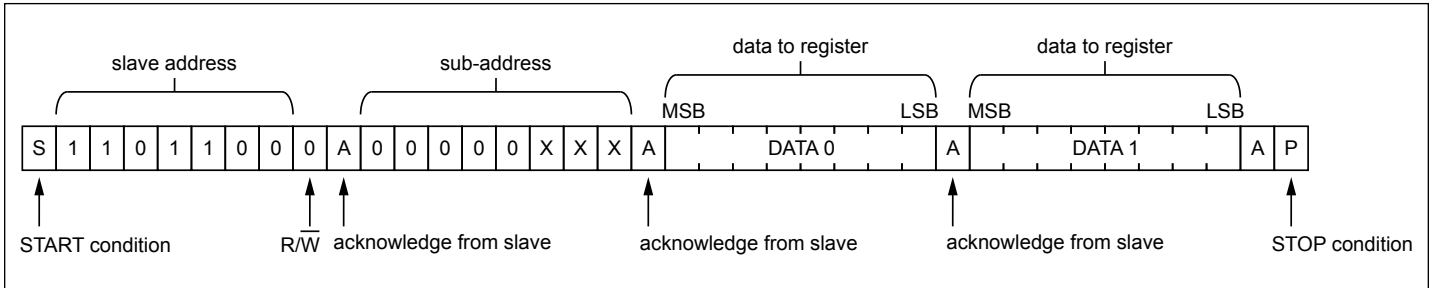 data to register data to register
slave address sub-address
MSB LSB MSB LSB
S 1 1 0 1 1 0 0 0 A 0 0 0 0 0 X X X A DATA 0 A DATA 1 A P
START condition R/W̅ acknowledge from slave acknowledge from slave acknowledge from slave STOP condition